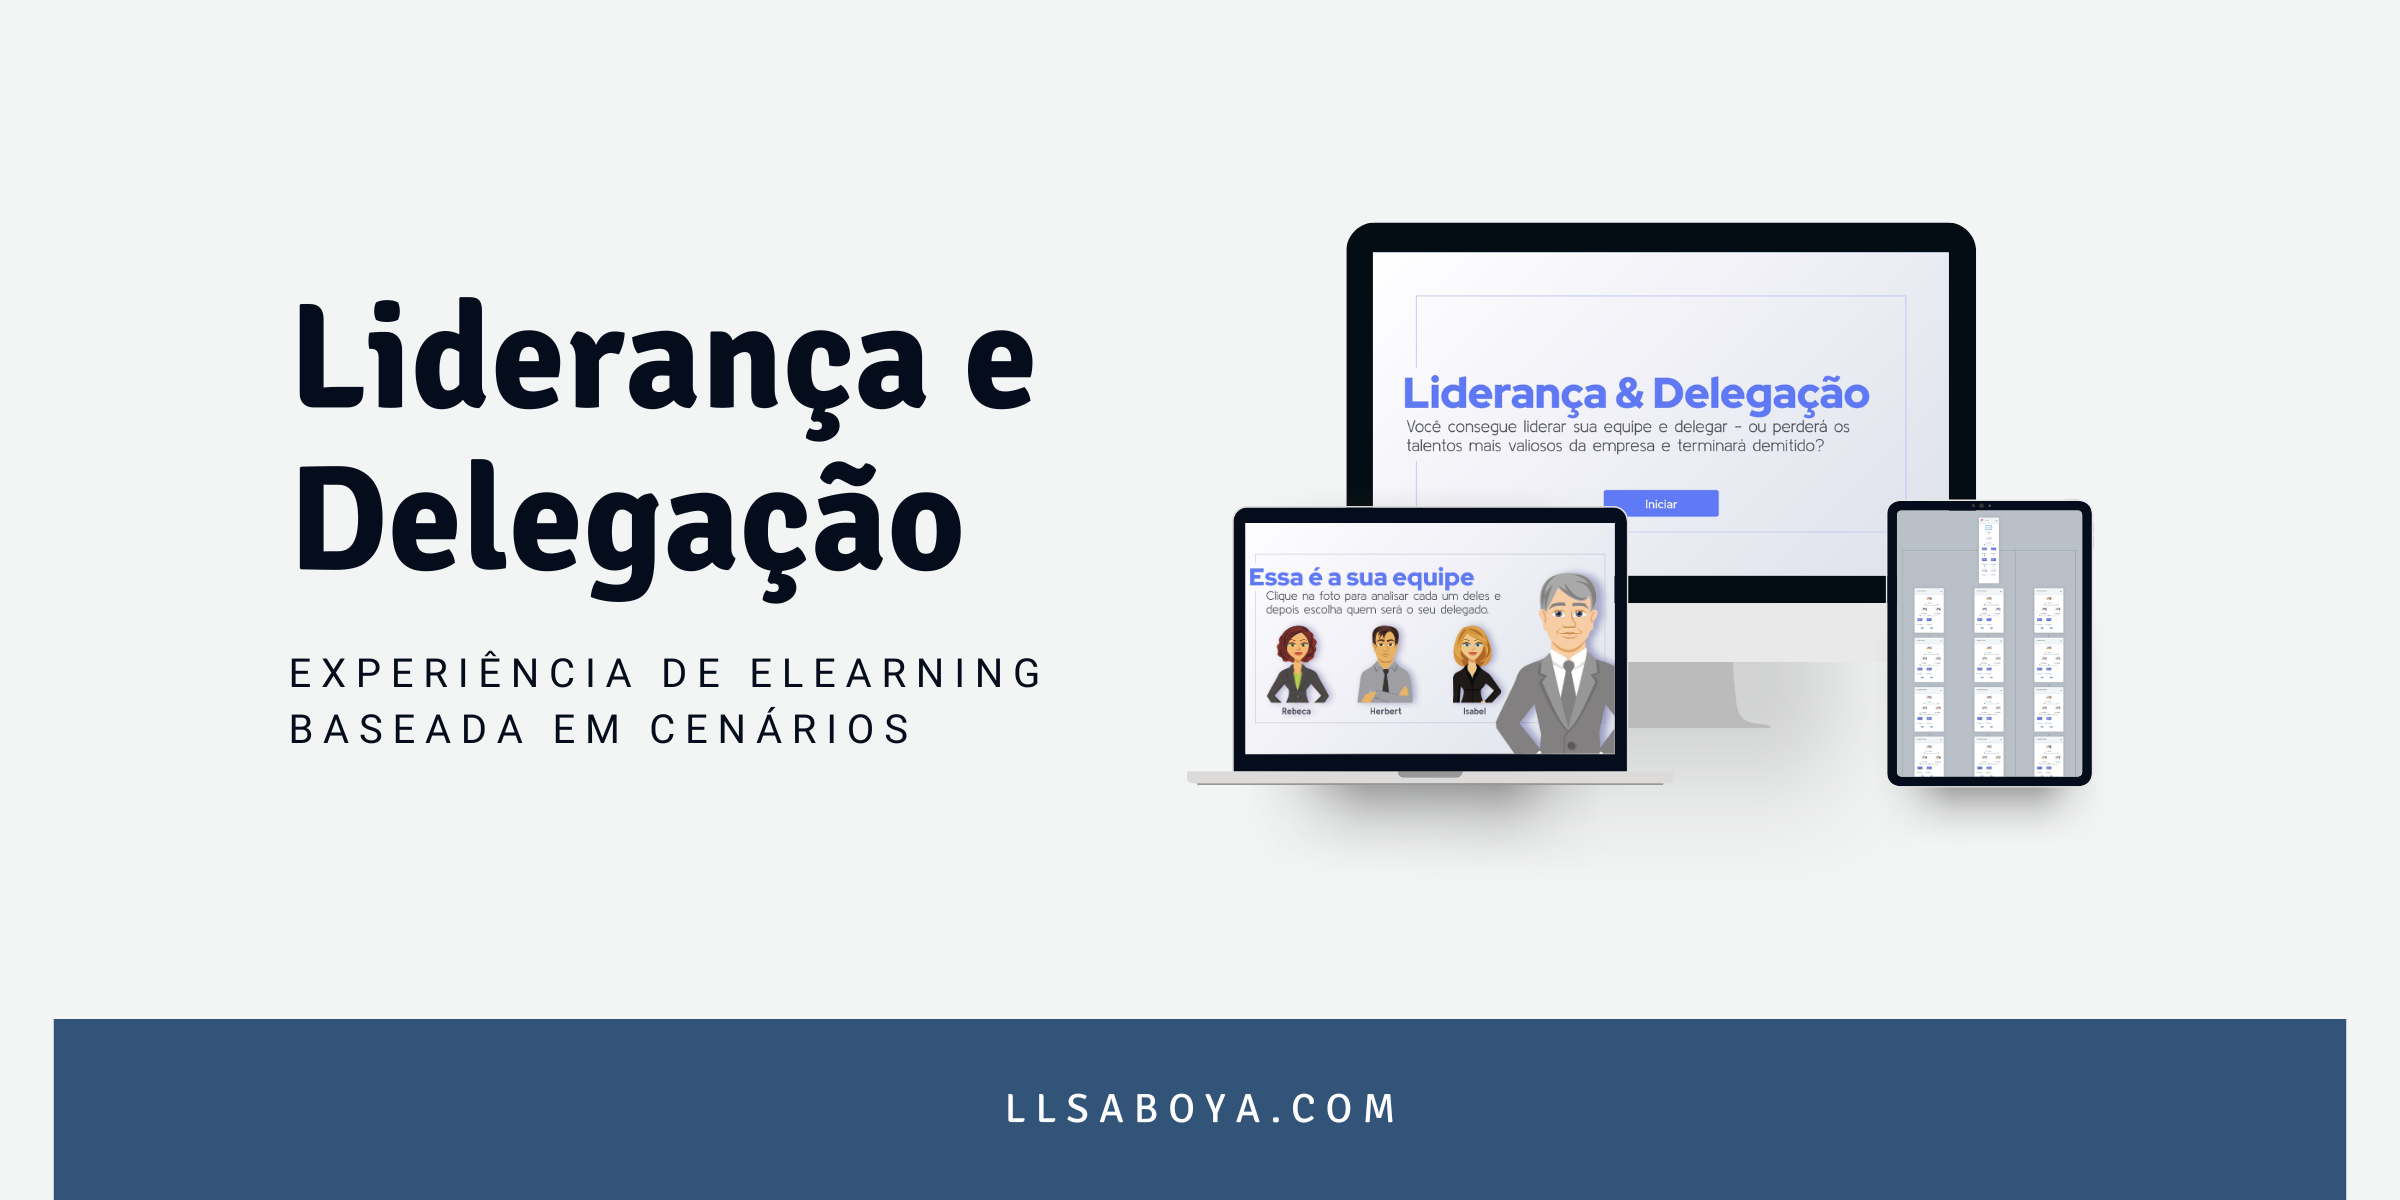 Liderança e
Delegação
EXPERIÊNCIA DE ELEARNING
BASEADA EM CENÁRIOS
Liderança & Delegação
Você consegue liderar sua equipe e delegar - ou perderá os
talentos mais valiosos da empresa e terminará demitido?
Iniciar
Essa é a sua equipe
Clique na foto para analisar cada um deles e
depois escolha quem será o seu delegado.
Rebeca
Herbert
Isabel
LLSABOYA.COM